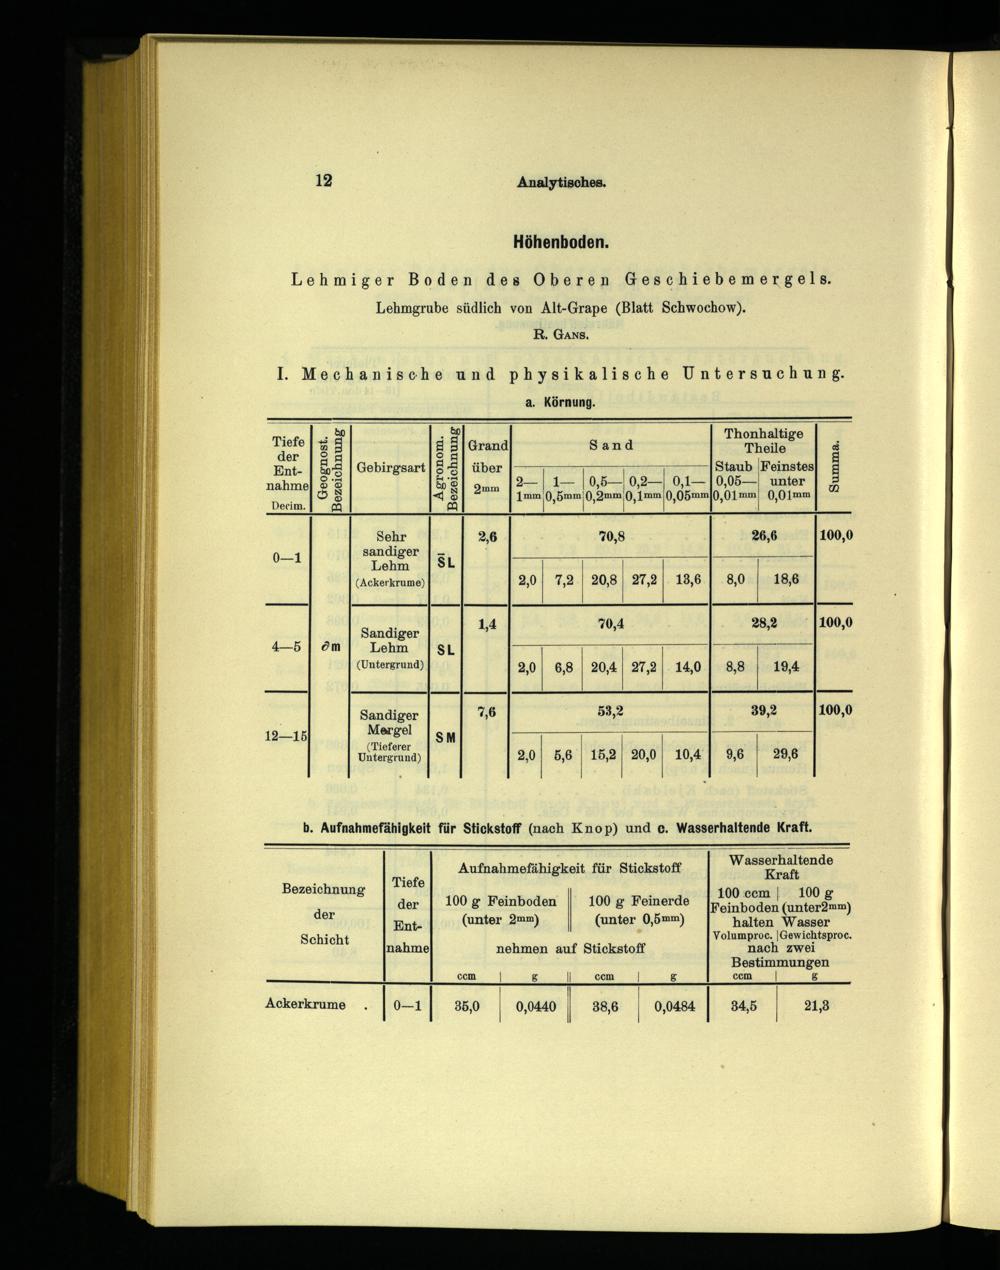 12 Analytisches.
Höhenboden.
Lehmiger Boden des Oberen Geschiebemergels.
Lehmgrube südlich von Alt-Grape (Blatt Schwochow).
R. Gans.
I. Mechanische und physikalische Untersuchung.
a. Körnung.
Tiefe der Ent-nahme Decim. | Geognost. Bezeichnung | Gebirgsart | Agronom. Bezeichnung | Grand über 2mm | Sand | Thonhaltige Theile | Summa.
2— 1mm | 1— 0,5mm | 0,5— 0,2mm | 0,2— 0,1mm | 0,1— 0,05mm | Staub 0,05— 0,01mm | Feinstes unter 0,01mm
0—1 | Sehr sandiger Lehm (Ackerkrume) | S̄L | 2,6 | 70,8 | 26,6 | 100,0
2,0 | 7,2 | 20,8 | 27,2 | 13,6 | 8,0 | 18,6
4—5 | ∂m | Sandiger Lehm (Untergrund) | SL | 1,4 | 70,4 | 28,2 | 100,0
2,0 | 6,8 | 20,4 | 27,2 | 14,0 | 8,8 | 19,4
12—15 | Sandiger Mergel (Tieferer Untergrund) | SM | 7,6 | 53,2 | 39,2 | 100,0
2,0 | 5,6 | 15,2 | 20,0 | 10,4 | 9,6 | 29,6
b. Aufnahmefähigkeit für Stickstoff (nach Knop) und c. Wasserhaltende Kraft.
Bezeichnung der Schicht | Tiefe der Ent-nahme | Aufnahmefähigkeit für Stickstoff | Wasserhaltende Kraft
100 g Feinboden (unter 2mm) | 100 g Feinerde (unter 0,5mm) | 100 ccm | 100 g
nehmen auf Stickstoff | Feinboden (unter 2mm) halten Wasser
Volumproc. | Gewichtsproc.
nach zwei Bestimmungen
ccm | g | ccm | g | ccm | g
Ackerkrume . | 0—1 | 35,0 | 0,0440 | 38,6 | 0,0484 | 34,5 | 21,3